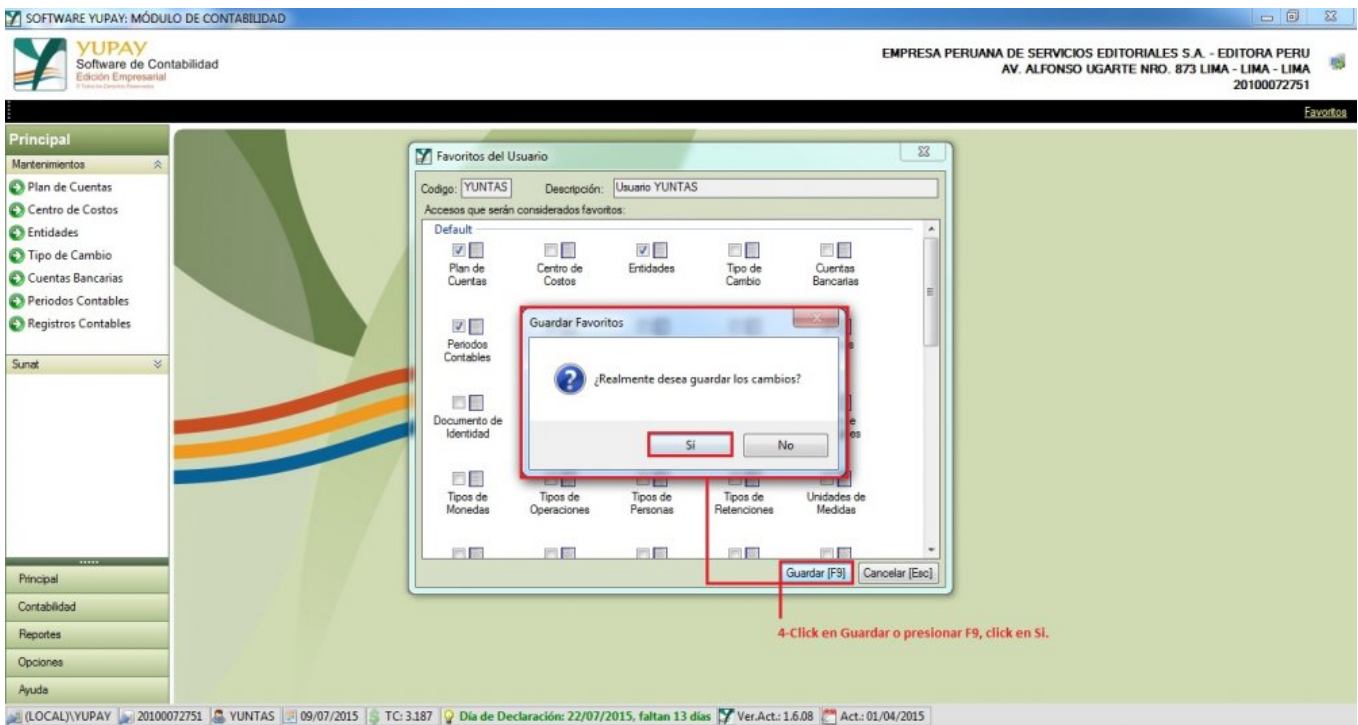 SOFTWARE YUPAY: MÓDULO DE CONTABILIDAD
YUPAY
Software de Contabilidad
Edición Empresarial
EMPRESA PERUANA DE SERVICIOS EDITORIALES S.A. - EDITORA PERU
AV. ALFONSO UGARTE NRO. 873 LIMA - LIMA - LIMA
20100072751
Favoritos
Principal
Mantenimientos
Plan de Cuentas
Centro de Costos
Entidades
Tipo de Cambio
Cuentas Bancarias
Periodos Contables
Registros Contables
Sunat
Principal
Contabilidad
Reportes
Opciones
Ayuda
Favoritos del Usuario
Codigo: YUNTAS Descripción: Usuario YUNTAS
Accesos que serán considerados favoritos:
Default
Plan de Cuentas
Centro de Costos
Entidades
Tipo de Cambio
Cuentas Bancarias
Periodos Contables
Guardar Favoritos
¿Realmente desea guardar los cambios?
Sí No
Documento de Identidad
Tipos de Monedas
Tipos de Operaciones
Tipos de Personas
Tipos de Retenciones
Unidades de Medidas
Guardar [F9] Cancelar [Esc]
4-Click en Guardar o presionar F9, click en Si.
(LOCAL)\YUPAY 20100072751 YUNTAS 09/07/2015 TC: 3.187 Día de Declaración: 22/07/2015, faltan 13 días Ver.Act.: 1.6.08 Act.: 01/04/2015